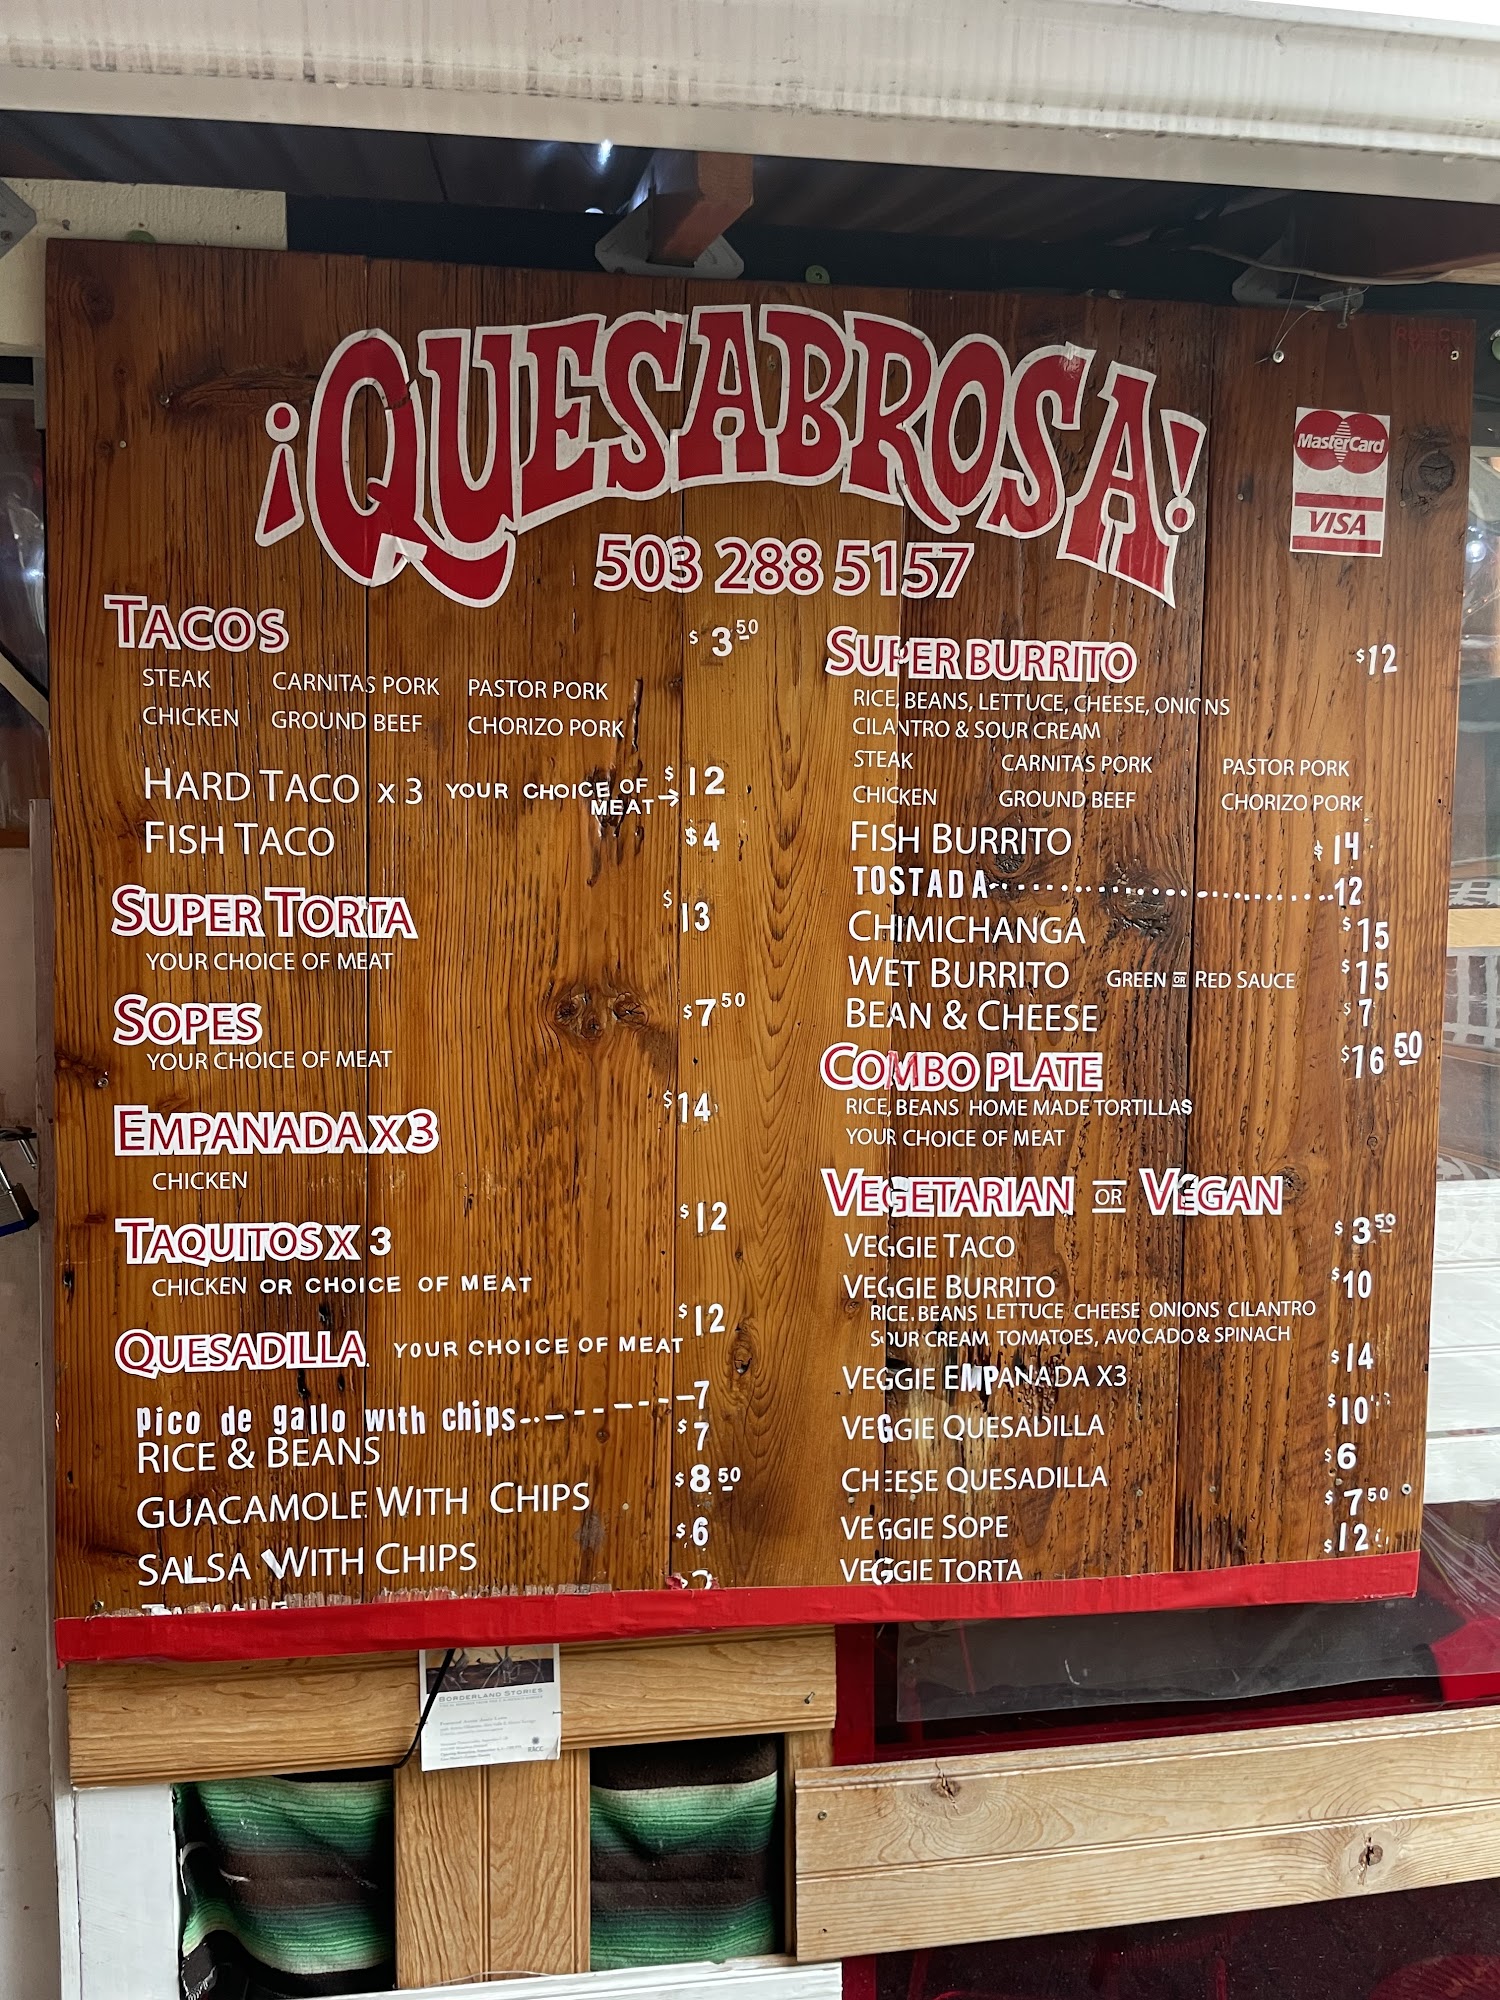 ¡QUESABROSA!
503 288 5157
MasterCard
VISA
TACOS $3 50
STEAK CARNITAS PORK PASTOR PORK
CHICKEN GROUND BEEF CHORIZO PORK
HARD TACO x 3 YOUR CHOICE OF MEAT→ $12
FISH TACO $4
SUPER TORTA $13
YOUR CHOICE OF MEAT
SOPES $7 50
YOUR CHOICE OF MEAT
EMPANADA X 3 $14
CHICKEN
TAQUITOS X 3 $12
CHICKEN OR CHOICE OF MEAT
QUESADILLA YOUR CHOICE OF MEAT $12
pico de gallo with chips--------7
RICE & BEANS $7
GUACAMOLE WITH CHIPS $8 50
SALSA WITH CHIPS $6
SUPER BURRITO $12
RICE, BEANS, LETTUCE, CHEESE, ONIONS
CILANTRO & SOUR CREAM
STEAK CARNITAS PORK PASTOR PORK
CHICKEN GROUND BEEF CHORIZO PORK
FISH BURRITO $14
TOSTADA....................12
CHIMICHANGA $15
WET BURRITO GREEN OR RED SAUCE $15
BEAN & CHEESE $7
COMBO PLATE $16 50
RICE, BEANS HOME MADE TORTILLAS
YOUR CHOICE OF MEAT
VEGETARIAN OR VEGAN
VEGGIE TACO $3 50
VEGGIE BURRITO $10
RICE, BEANS LETTUCE CHEESE ONIONS CILANTRO
SOUR CREAM TOMATOES, AVOCADO & SPINACH
VEGGIE EMPANADA X3 $14
VEGGIE QUESADILLA $10
CHEESE QUESADILLA $6
VEGGIE SOPE $7 50
VEGGIE TORTA $12
BORDERLAND STORIES
RACC